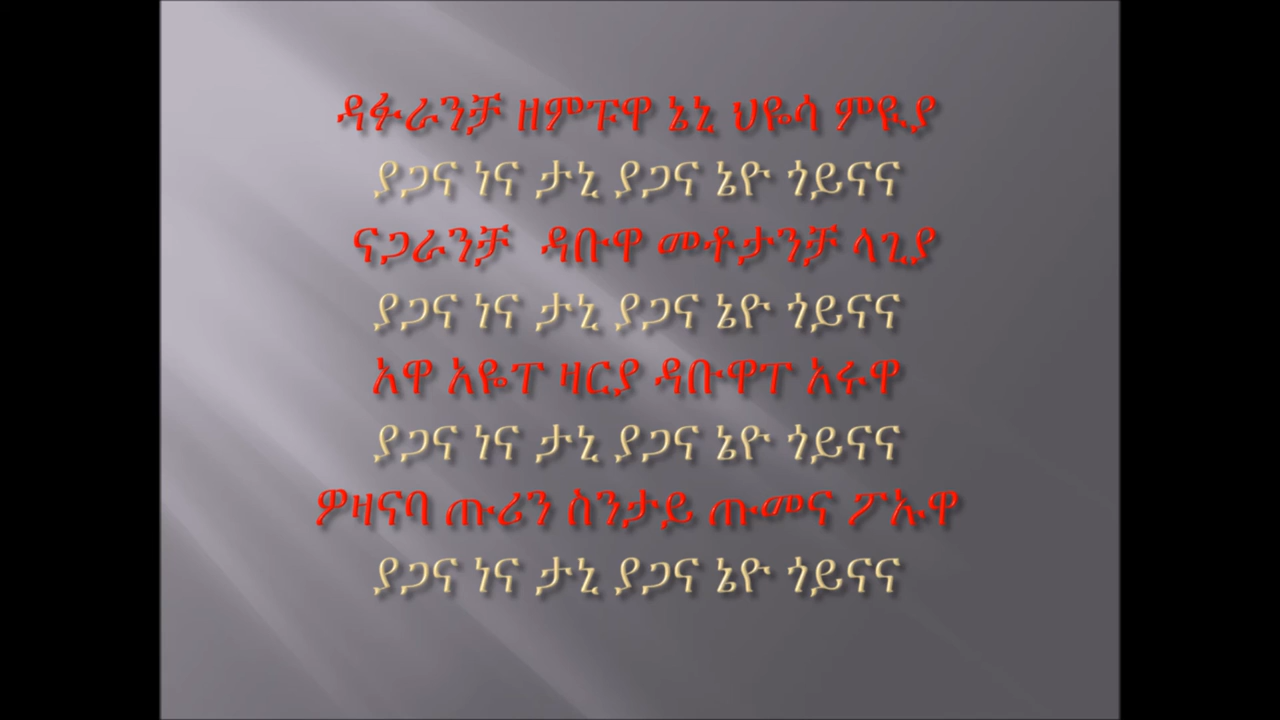 ዳፉራንቻ ዘምፑዋ ኔኒ ህዬሳ ምዪያ
ያጋና ነና ታኒ ያጋና ኔዮ ጎይናና
ናጋራንቻ ዳቡዋ መቶታንቻ ላጊያ
ያጋና ነና ታኒ ያጋና ኔዮ ጎይናና
አዋ አዬፐ ዛርያ ዳቡዋፐ አሩዋ
ያጋና ነና ታኒ ያጋና ኔዮ ጎይናና
ዎዛናባ ጡሪን ስንታይ ጡመና ፖኡዋ
ያጋና ነና ታኒ ያጋና ኔዮ ጎይናና